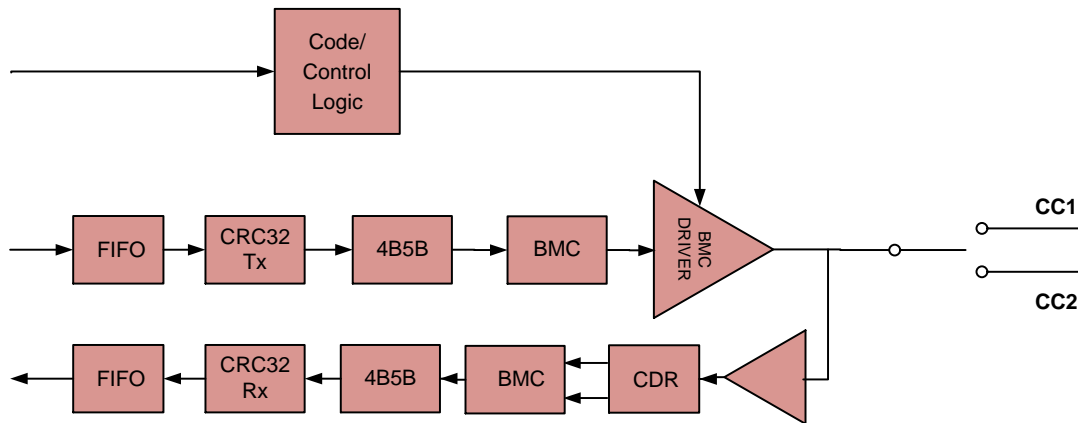 Code/
Control
Logic
FIFO
CRC32
Tx
4B5B
BMC
BMC
DRIVER
CC1
CC2
FIFO
CRC32
Rx
4B5B
BMC
CDR